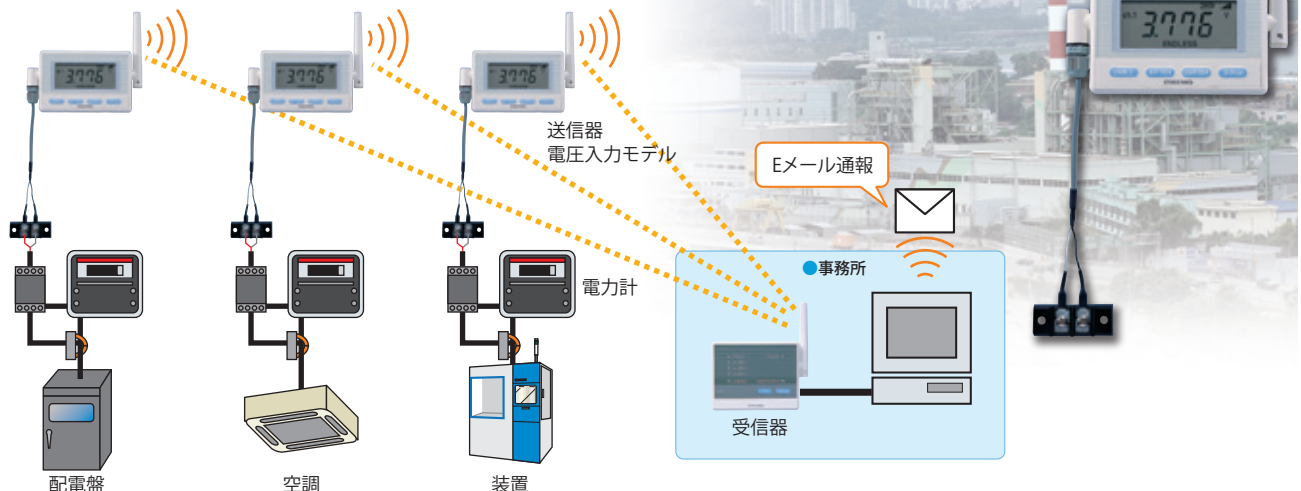 3.776
3.776
3.776
3.776
V
ENDLESS
送信器
電圧入力モデル
Eメール通報
●事務所
電力計
受信器
配電盤
空調
装置